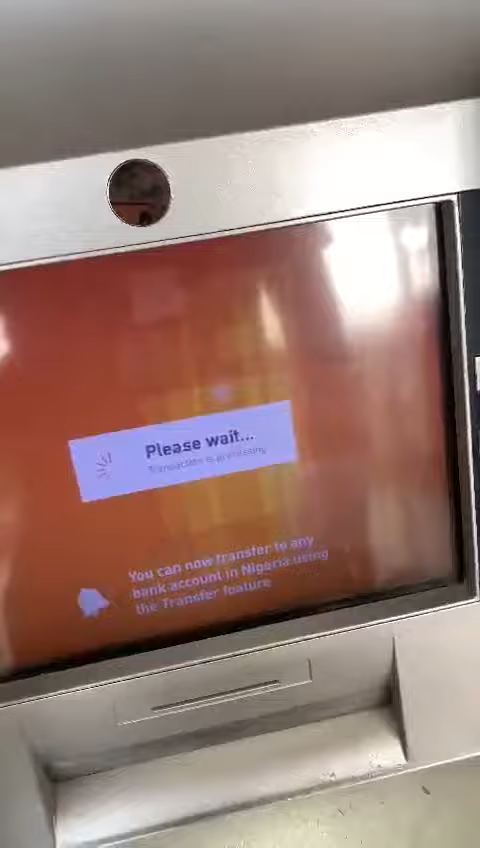 Please wait...
Transaction is processing
You can now transfer to any
bank account in Nigeria using
the Transfer feature